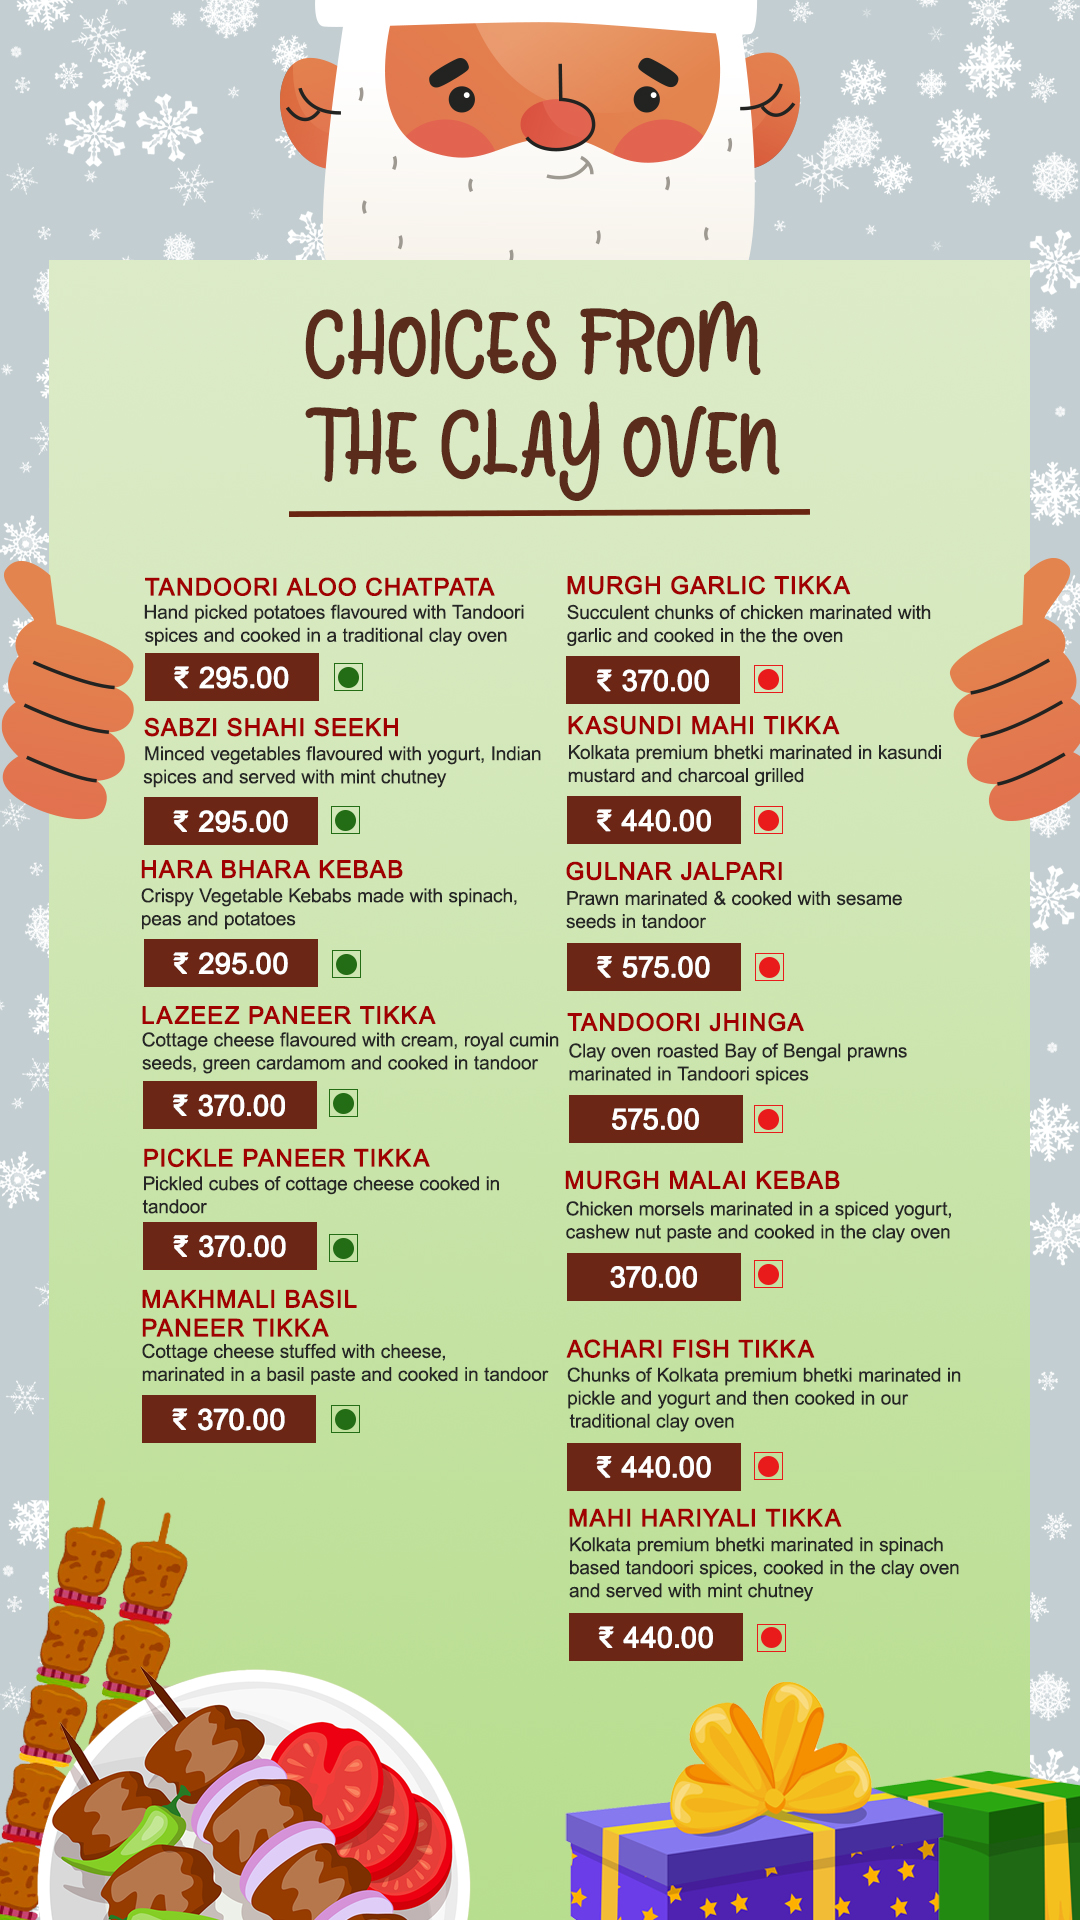 CHOICES FROM
THE CLAY OVEN
TANDOORI ALOO CHATPATA
Hand picked potatoes flavoured with Tandoori
spices and cooked in a traditional clay oven
₹ 295.00
SABZI SHAHI SEEKH
Minced vegetables flavoured with yogurt, Indian
spices and served with mint chutney
₹ 295.00
HARA BHARA KEBAB
Crispy Vegetable Kebabs made with spinach,
peas and potatoes
₹ 295.00
LAZEEZ PANEER TIKKA
Cottage cheese flavoured with cream, royal cumin
seeds, green cardamom and cooked in tandoor
₹ 370.00
PICKLE PANEER TIKKA
Pickled cubes of cottage cheese cooked in
tandoor
₹ 370.00
MAKHMALI BASIL
PANEER TIKKA
Cottage cheese stuffed with cheese,
marinated in a basil paste and cooked in tandoor
₹ 370.00
MURGH GARLIC TIKKA
Succulent chunks of chicken marinated with
garlic and cooked in the the oven
₹ 370.00
KASUNDI MAHI TIKKA
Kolkata premium bhetki marinated in kasundi
mustard and charcoal grilled
₹ 440.00
GULNAR JALPARI
Prawn marinated & cooked with sesame
seeds in tandoor
₹ 575.00
TANDOORI JHINGA
Clay oven roasted Bay of Bengal prawns
marinated in Tandoori spices
575.00
MURGH MALAI KEBAB
Chicken morsels marinated in a spiced yogurt,
cashew nut paste and cooked in the clay oven
370.00
ACHARI FISH TIKKA
Chunks of Kolkata premium bhetki marinated in
pickle and yogurt and then cooked in our
traditional clay oven
₹ 440.00
MAHI HARIYALI TIKKA
Kolkata premium bhetki marinated in spinach
based tandoori spices, cooked in the clay oven
and served with mint chutney
₹ 440.00